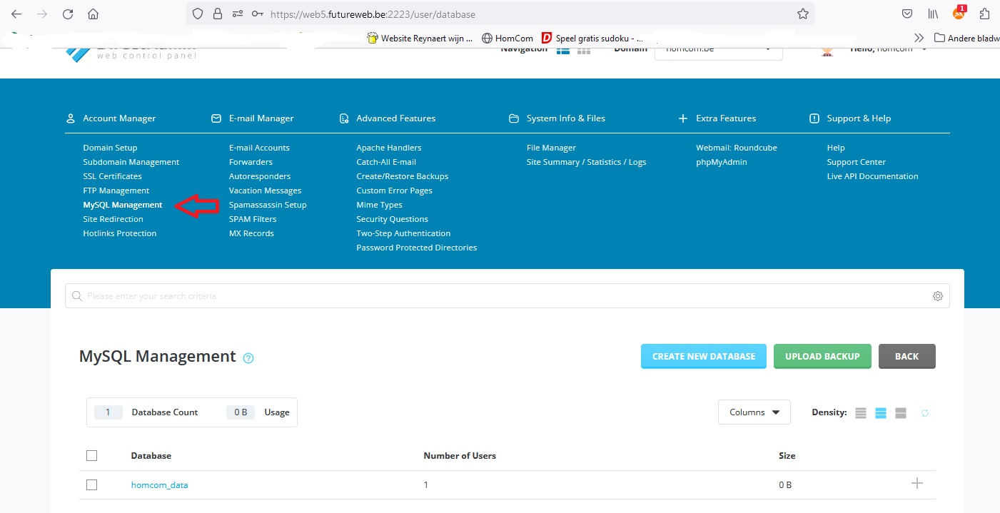 https://web5.futureweb.be:2223/user/database
1
Website Reynaert wijn ... HomCom Speel gratis sudoku - ... Andere bladw
web control panel
Navigation Domain homcom.be Hello, homcom
Account Manager E-mail Manager Advanced Features System Info & Files Extra Features Support & Help
Domain Setup E-mail Accounts Apache Handlers File Manager Webmail: Roundcube Help
Subdomain Management Forwarders Catch-All E-mail Site Summary / Statistics / Logs phpMyAdmin Support Center
SSL Certificates Autoresponders Create/Restore Backups Live API Documentation
FTP Management Vacation Messages Custom Error Pages
MySQL Management Spamassassin Setup Mime Types
Site Redirection SPAM Filters Security Questions
Hotlinks Protection MX Records Two-Step Authentication
Password Protected Directories
Please enter your search criteria
MySQL Management ? CREATE NEW DATABASE UPLOAD BACKUP BACK
1 Database Count 0 B Usage Columns Density:
Database Number of Users Size
homcom_data 1 0 B